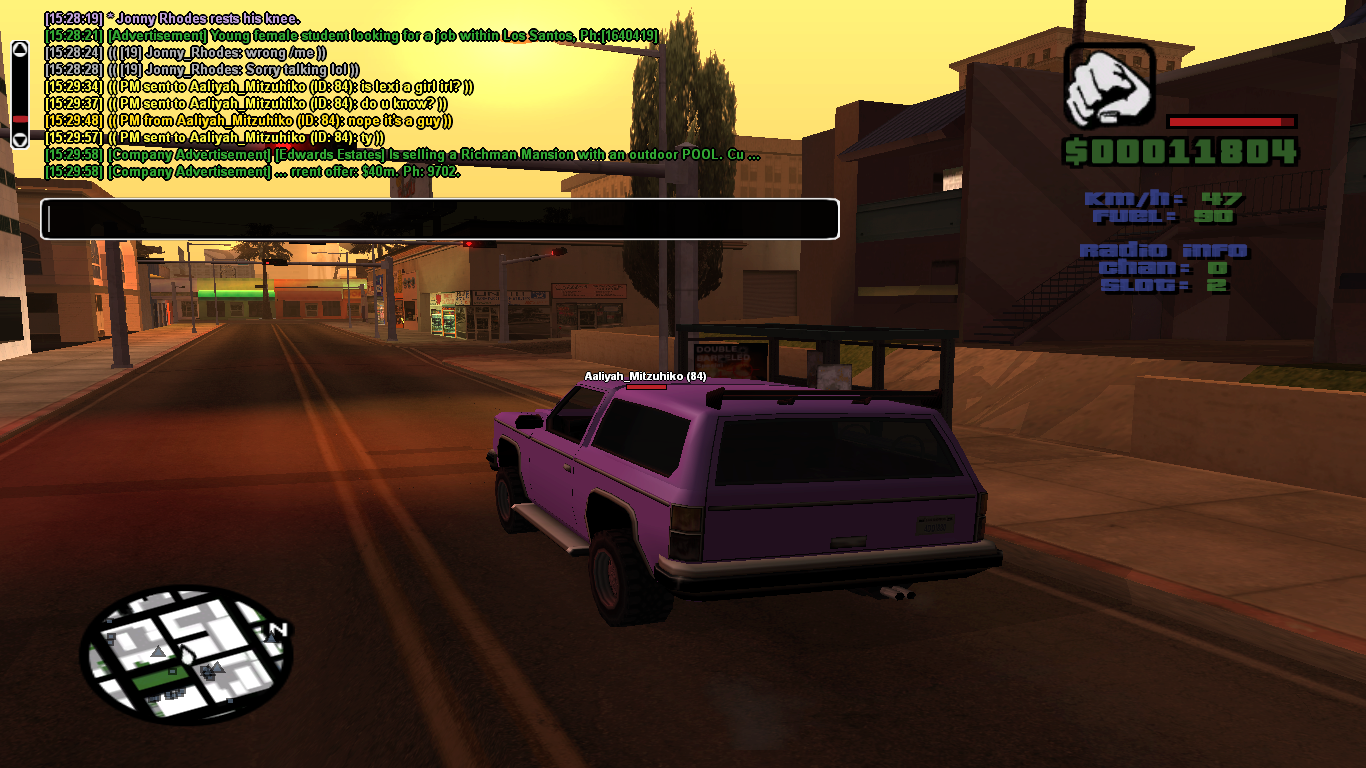 [15:28:19] * Jonny Rhodes rests his knee.
[15:28:21] [Advertisement] Young female student looking for a job within Los Santos, Ph:[1640419]
[15:28:24] (( [19] Jonny_Rhodes: wrong /me ))
[15:28:28] (( [19] Jonny_Rhodes: Sorry talking lol ))
[15:29:34] (( PM sent to Aaliyah_Mitzuhiko (ID: 84): is lexi a girl irl? ))
[15:29:37] (( PM sent to Aaliyah_Mitzuhiko (ID: 84): do u know? ))
[15:29:48] (( PM from Aaliyah_Mitzuhiko (ID: 84): nope it's a guy ))
[15:29:57] (( PM sent to Aaliyah_Mitzuhiko (ID: 84): ty ))
[15:29:58] [Company Advertisement] [Edwards Estates] Is selling a Richman Mansion with an outdoor POOL. Cu ...
[15:29:58] [Company Advertisement] ... rrent offer: $40m. Ph: 9702.
$00011804
Km/h: 47
Fuel: 90
Radio Info
Chan: 0
Slot: 2
DOUBLE
BARRELED
Aaliyah_Mitzuhiko (84)
N